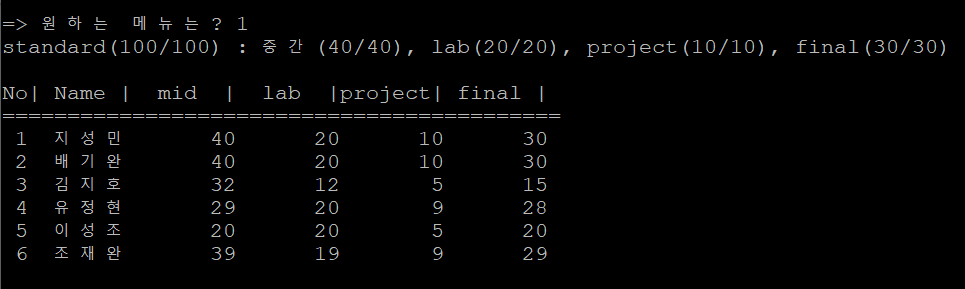 => 원하는 메뉴는? 1
standard(100/100) : 중간 (40/40), lab(20/20), project(10/10), final(30/30)
No| Name | mid | lab |project| final |
===========================================
1 지성민 40 20 10 30
2 배기완 40 20 10 30
3 김지호 32 12 5 15
4 유정현 29 20 9 28
5 이성조 20 20 5 20
6 조재완 39 19 9 29